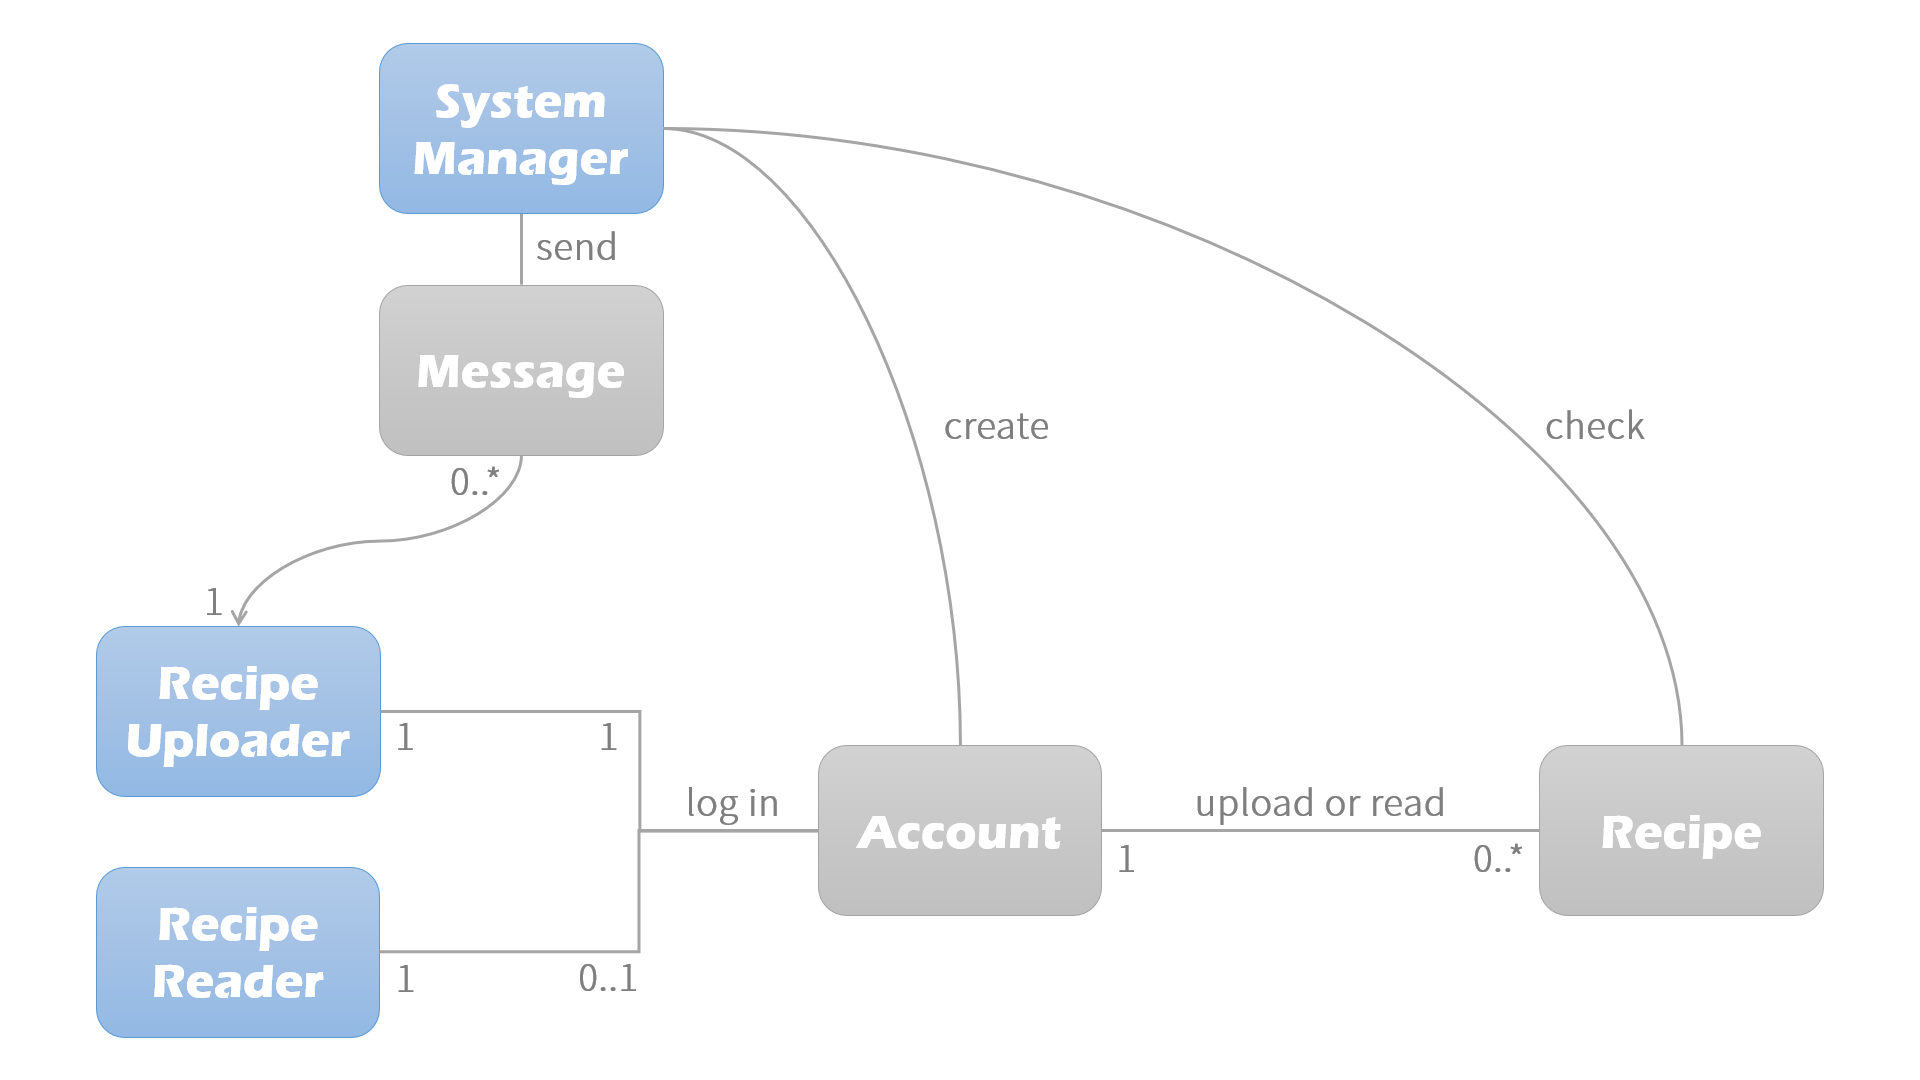 System
Manager
send
Message
0..*
create
check
1
Recipe
Uploader
1
1
log in
Account
upload or read
1
0..*
Recipe
Recipe
Reader
1
0..1